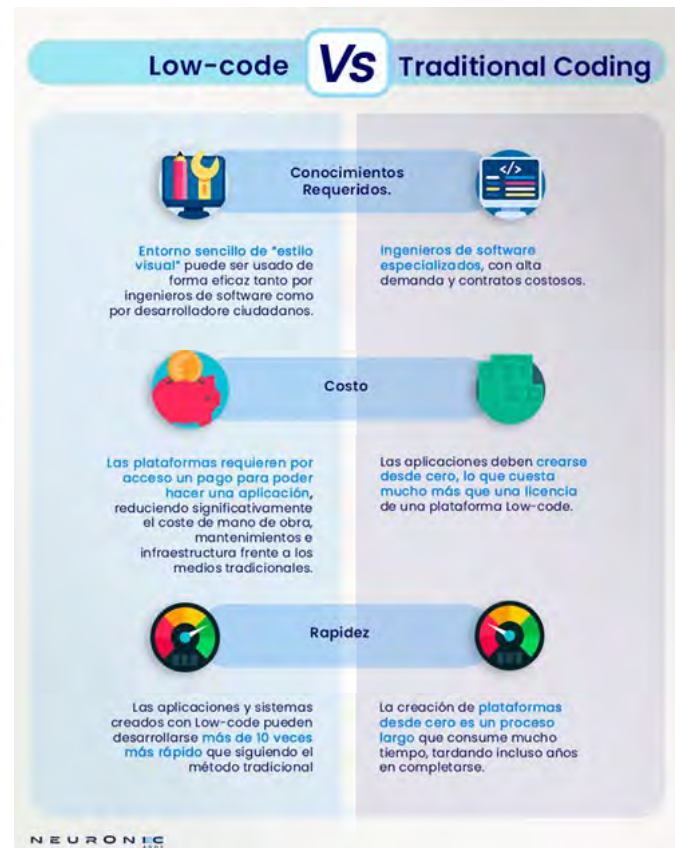 Low-code Vs Traditional Coding
Conocimientos
Requeridos.
Entorno sencillo de "estilo
visual" puede ser usado de
forma eficaz tanto por
ingenieros de software como
por desarrolladore ciudadanos.
Ingenieros de software
especializados, con alta
demanda y contratos costosos.
Costo
Las plataformas requieren por
acceso un pago para poder
hacer una aplicación,
reduciendo significativamente
el coste de mano de obra,
mantenimientos e
infraestructura frente a los
medios tradicionales.
Las aplicaciones deben crearse
desde cero, lo que cuesta
mucho más que una licencia
de una plataforma Low-code.
Rapidez
Las aplicaciones y sistemas
creados con Low-code pueden
desarrollarse más de 10 veces
más rápido que siguiendo el
método tradicional
La creación de plataformas
desde cero es un proceso
largo que consume mucho
tiempo, tardando incluso años
en completarse.
NEURONIC